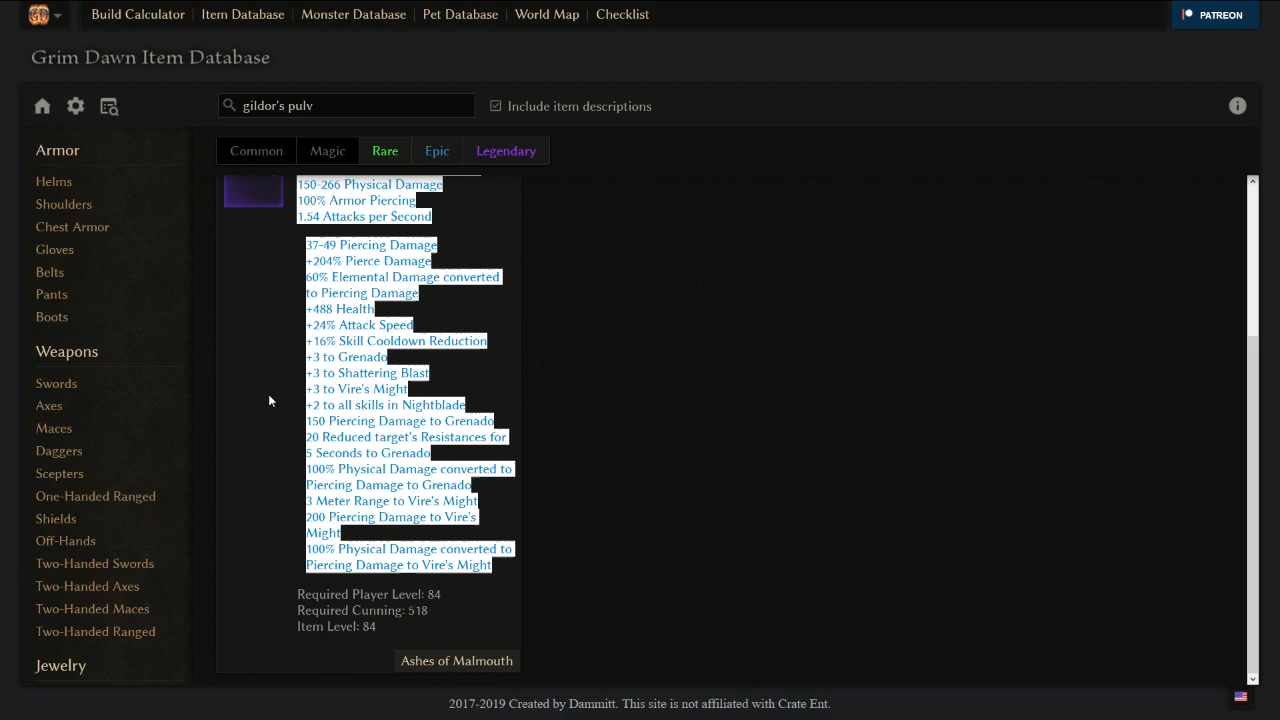 Build Calculator
Item Database
Monster Database
Pet Database
World Map
Checklist
PATREON
Grim Dawn Item Database
gildor's pulv
Include item descriptions
Armor
Helms
Shoulders
Chest Armor
Gloves
Belts
Pants
Boots
Weapons
Swords
Axes
Maces
Daggers
Scepters
One-Handed Ranged
Shields
Off-Hands
Two-Handed Swords
Two-Handed Axes
Two-Handed Maces
Two-Handed Ranged
Jewelry
Common
Magic
Rare
Epic
Legendary
150-266 Physical Damage
100% Armor Piercing
1.54 Attacks per Second
37-49 Piercing Damage
+204% Pierce Damage
60% Elemental Damage converted
to Piercing Damage
+488 Health
+24% Attack Speed
+16% Skill Cooldown Reduction
+3 to Grenado
+3 to Shattering Blast
+3 to Vire's Might
+2 to all skills in Nightblade
150 Piercing Damage to Grenado
20 Reduced target's Resistances for
5 Seconds to Grenado
100% Physical Damage converted to
Piercing Damage to Grenado
3 Meter Range to Vire's Might
200 Piercing Damage to Vire's
Might
100% Physical Damage converted to
Piercing Damage to Vire's Might
Required Player Level: 84
Required Cunning: 518
Item Level: 84
Ashes of Malmouth
2017-2019 Created by Dammitt. This site is not affiliated with Crate Ent.